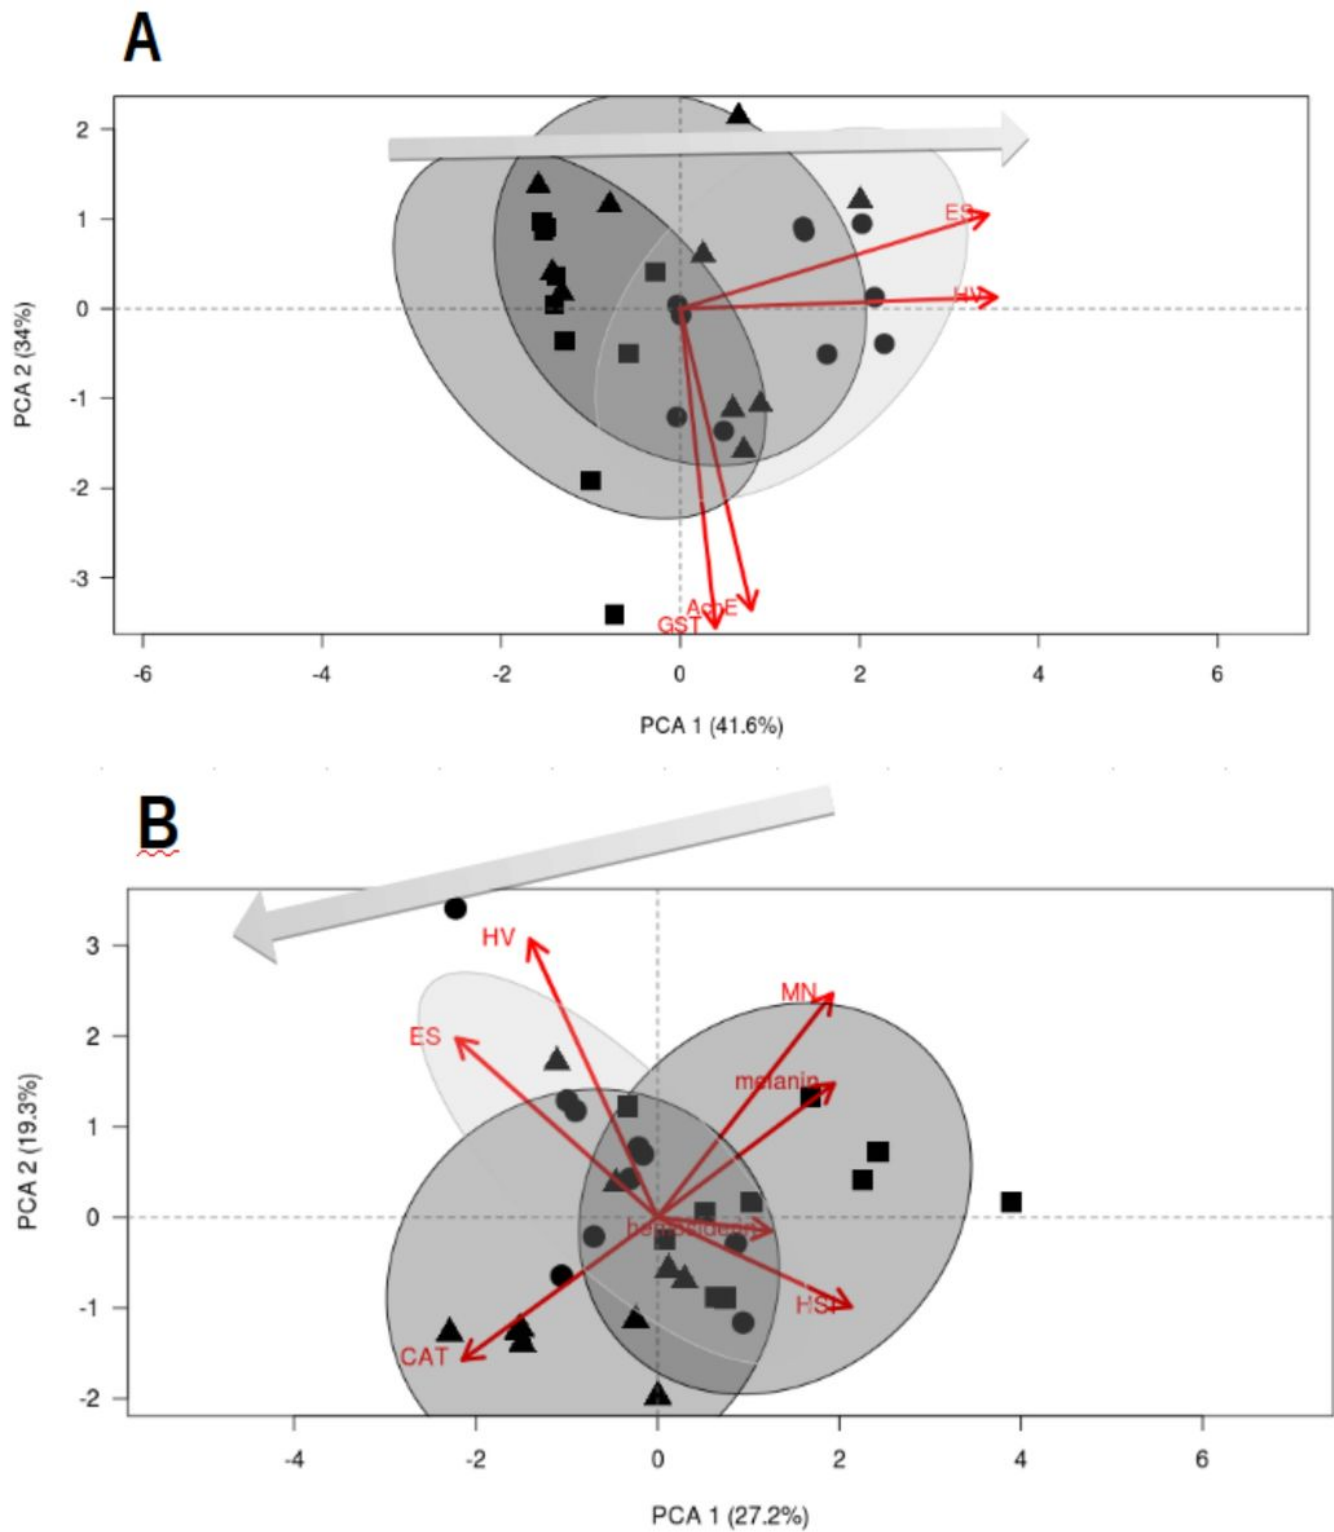 A
2
1
0
-1
-2
-3
PCA 2 (34%)
ES
HV
AchE
GST
-6 -4 -2 0 2 4 6
PCA 1 (41.6%)
B
3
2
1
0
-1
-2
PCA 2 (19.3%)
HV
MN
ES
melanin
HSI
CAT
-4 -2 0 2 4 6
PCA 1 (27.2%)